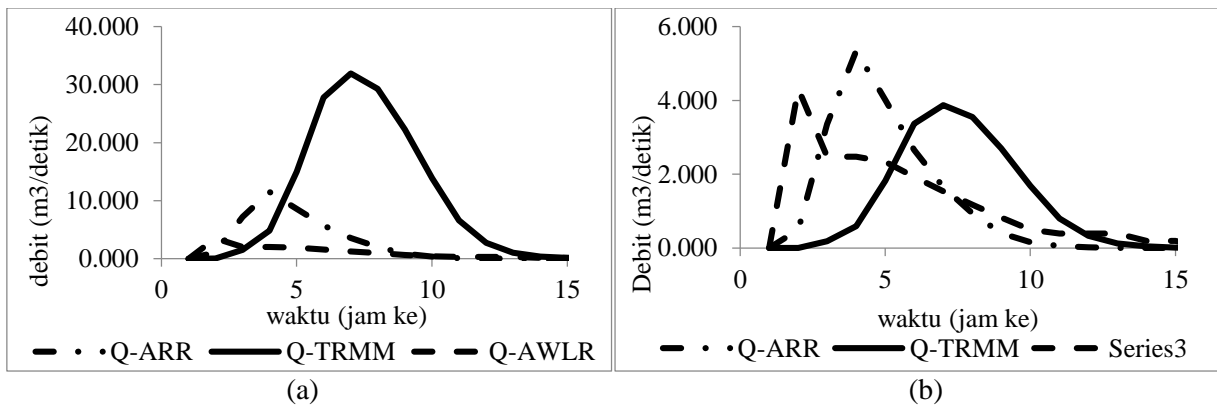 debit (m3/detik)
40.000
30.000
20.000
10.000
0.000
0 5 10 15
waktu (jam ke)
Q-ARR Q-TRMM Q-AWLR
(a)
Debit (m3/detik)
6.000
4.000
2.000
0.000
0 5 10 15
waktu (jam ke)
Q-ARR Q-TRMM Series3
(b)